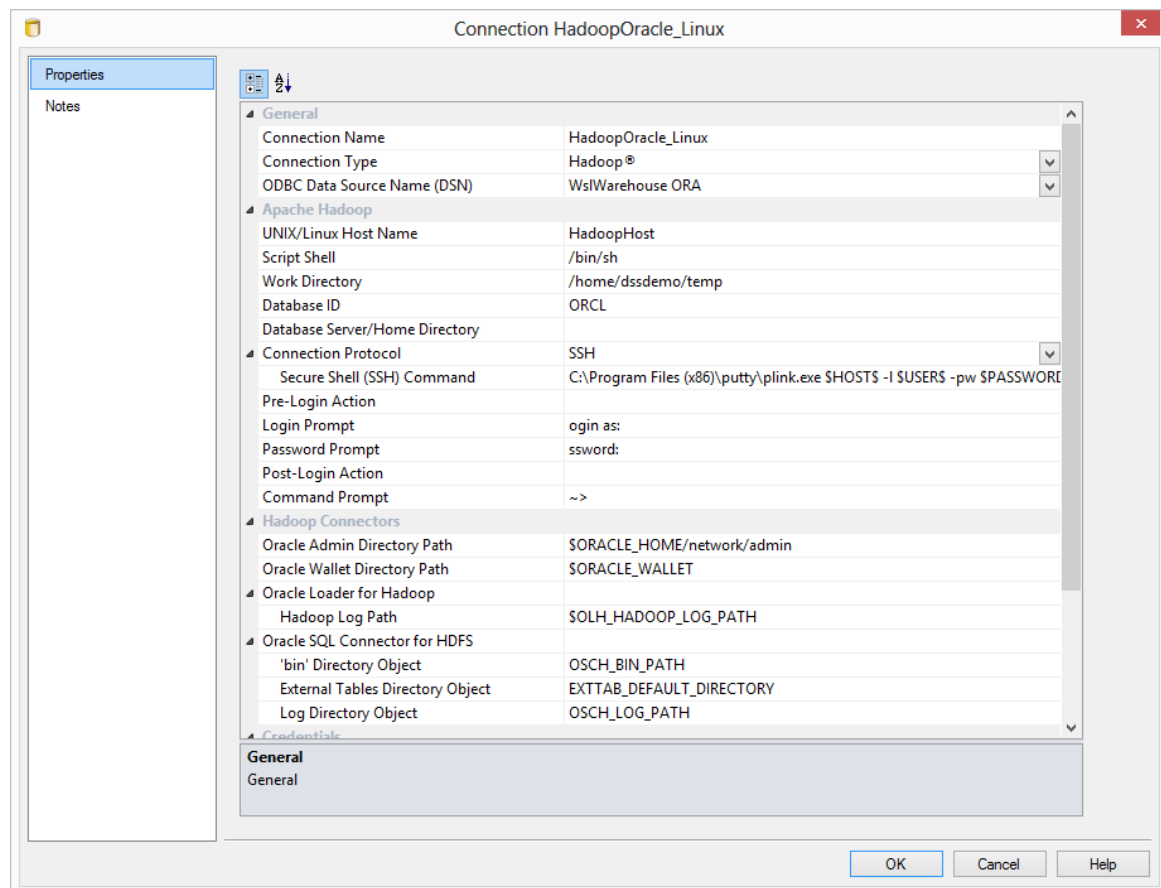 Connection HadoopOracle_Linux
Properties
Notes
General
Connection Name HadoopOracle_Linux
Connection Type Hadoop®
ODBC Data Source Name (DSN) WslWarehouse ORA
Apache Hadoop
UNIX/Linux Host Name HadoopHost
Script Shell /bin/sh
Work Directory /home/dssdemo/temp
Database ID ORCL
Database Server/Home Directory
Connection Protocol SSH
Secure Shell (SSH) Command C:\Program Files (x86)\putty\plink.exe $HOST$ -l $USER$ -pw $PASSWORD
Pre-Login Action
Login Prompt ogin as:
Password Prompt ssword:
Post-Login Action
Command Prompt ~>
Hadoop Connectors
Oracle Admin Directory Path $ORACLE_HOME/network/admin
Oracle Wallet Directory Path $ORACLE_WALLET
Oracle Loader for Hadoop
Hadoop Log Path $OLH_HADOOP_LOG_PATH
Oracle SQL Connector for HDFS
'bin' Directory Object OSCH_BIN_PATH
External Tables Directory Object EXTTAB_DEFAULT_DIRECTORY
Log Directory Object OSCH_LOG_PATH
Credentials
General
General
OK Cancel Help